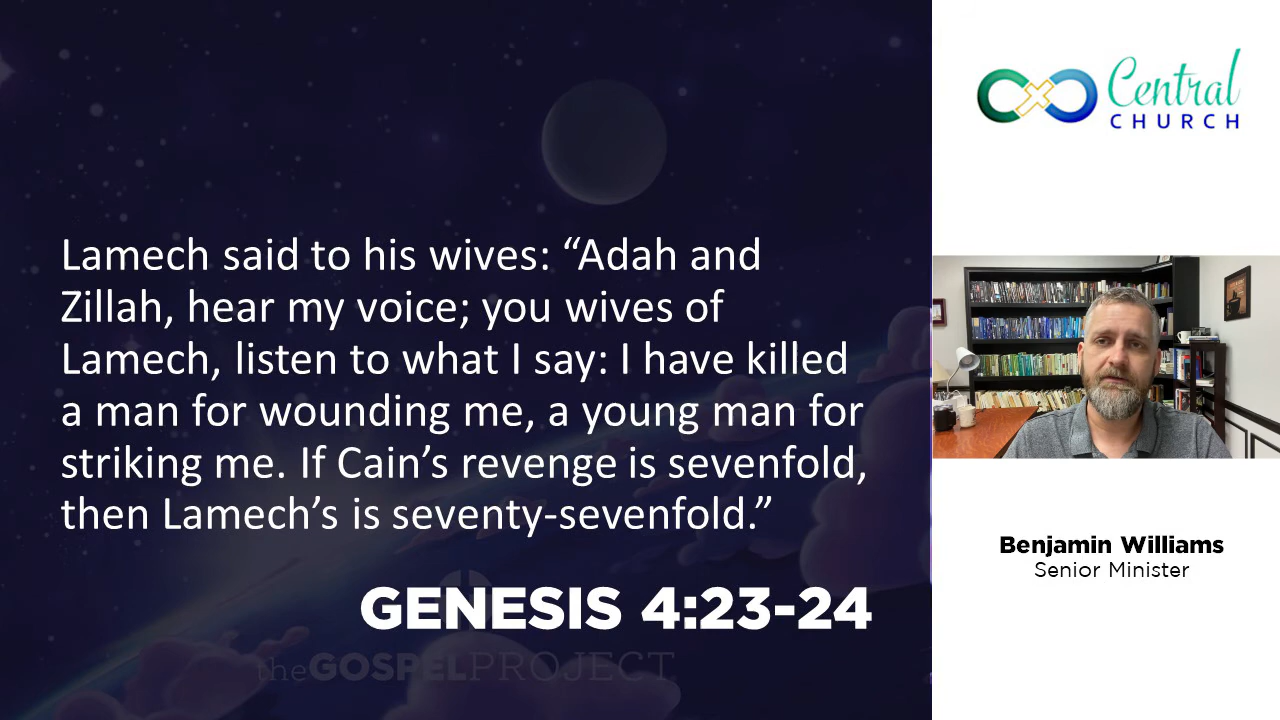 Lamech said to his wives: “Adah and
Zillah, hear my voice; you wives of
Lamech, listen to what I say: I have killed
a man for wounding me, a young man for
striking me. If Cain’s revenge is sevenfold,
then Lamech’s is seventy-sevenfold.”
GENESIS 4:23-24
theGOSPELPROJECT
Central
CHURCH
Benjamin Williams
Senior Minister